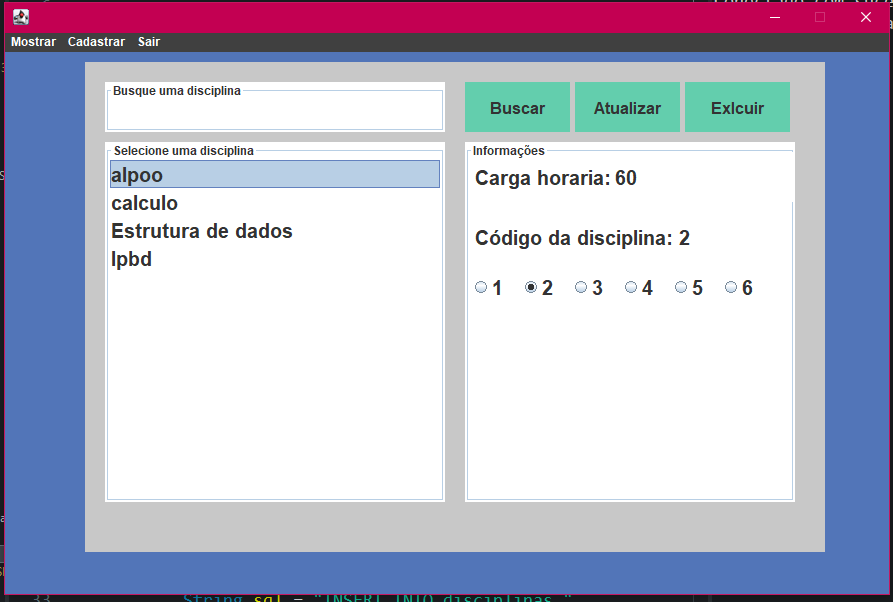 Mostrar Cadastrar Sair
Busque uma disciplina
Buscar Atualizar Exlcuir
Selecione uma disciplina
alpoo
calculo
Estrutura de dados
lpbd
Informações
Carga horaria: 60
Código da disciplina: 2
1 2 3 4 5 6
33 String sql = "INSERT INTO disciplinas "